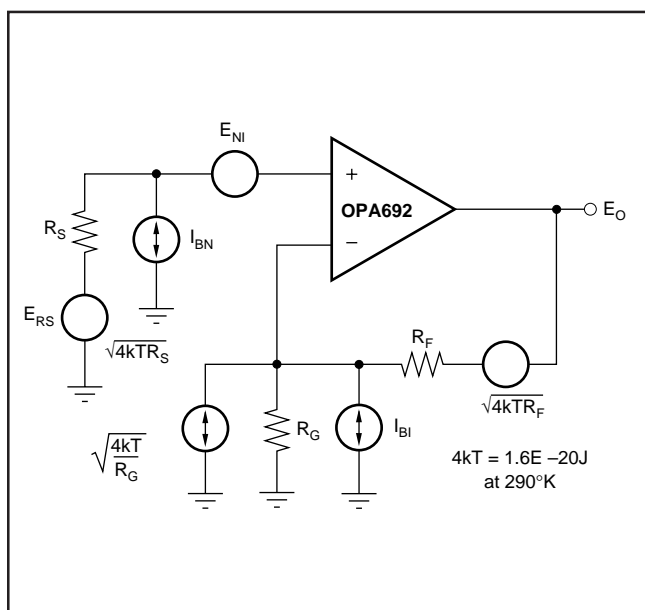 E_NI
+
OPA692
−
E_O
R_S
I_BN
E_RS
√4kTR_S
R_F
√4kTR_F
√4kT/R_G
R_G
I_BI
4kT = 1.6E –20J
at 290°K